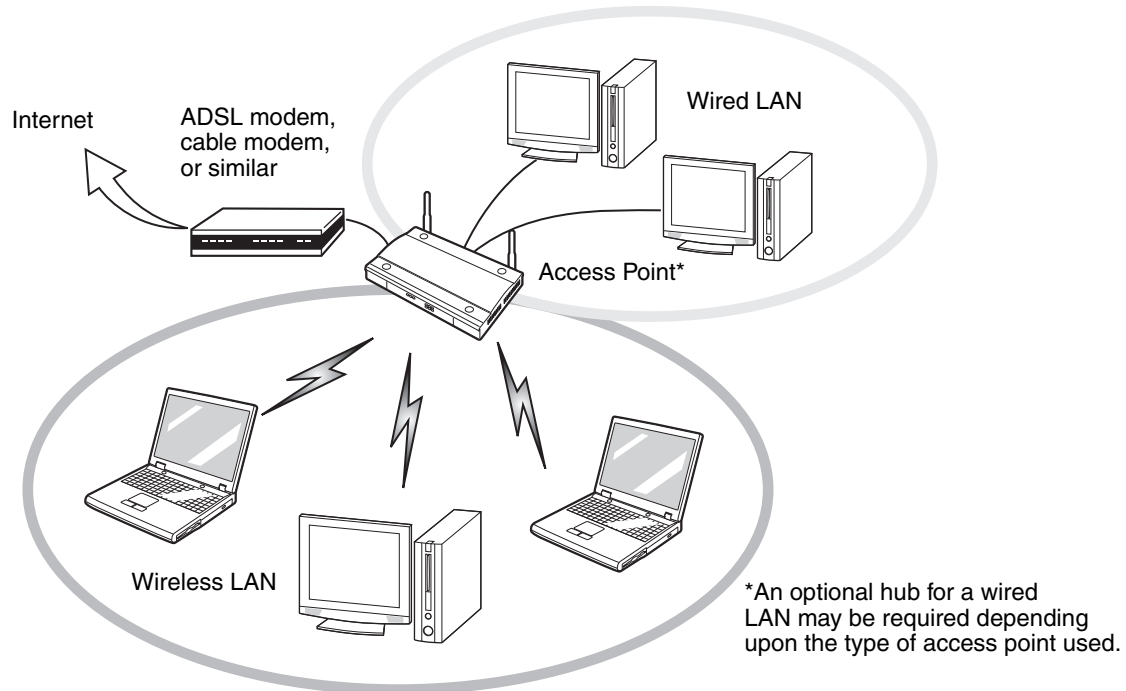 Internet
ADSL modem,
cable modem,
or similar
Wired LAN
Access Point*
Wireless LAN
*An optional hub for a wired
LAN may be required depending
upon the type of access point used.